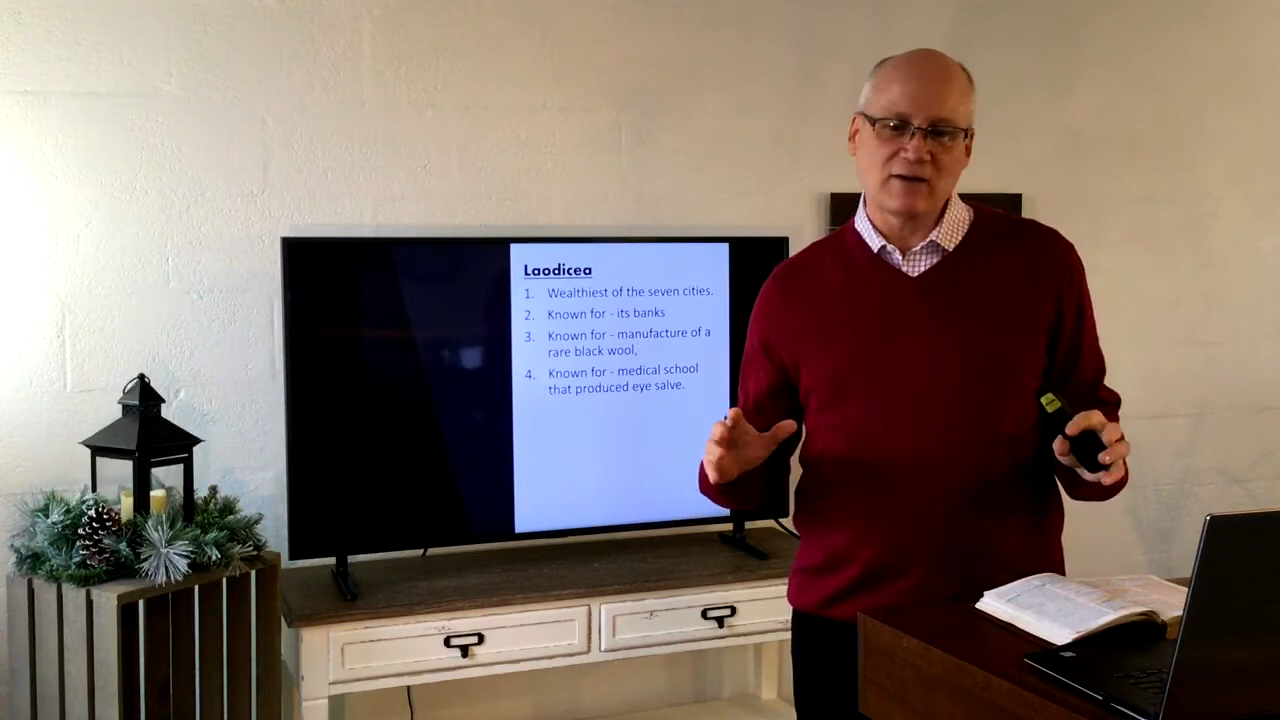 Laodicea
1. Wealthiest of the seven cities.
2. Known for - its banks
3. Known for - manufacture of a
rare black wool,
4. Known for - medical school
that produced eye salve.